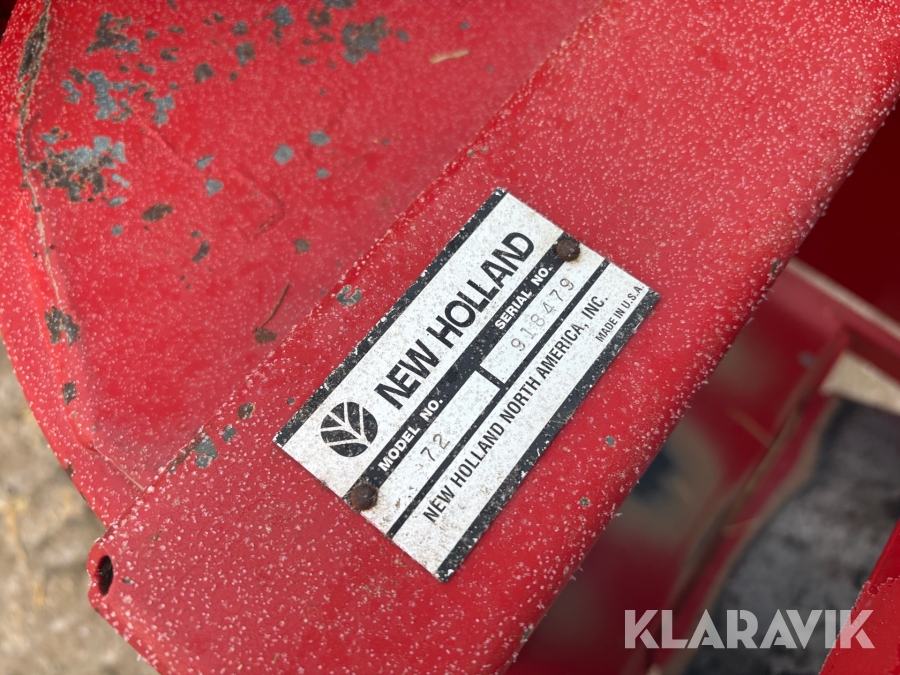 NEW HOLLAND
MODEL NO.
SERIAL NO.
72
918479
NEW HOLLAND NORTH AMERICA, INC.
MADE IN U.S.A.
KLARAVIK